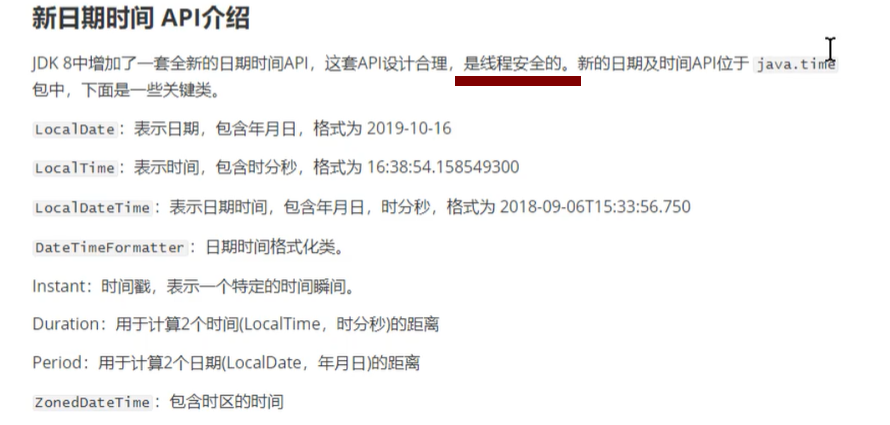 新日期时间 API介绍
JDK 8中增加了一套全新的日期时间API，这套API设计合理，是线程安全的。新的日期及时间API位于 java.time
包中，下面是一些关键类。
LocalDate：表示日期，包含年月日，格式为 2019-10-16
LocalTime：表示时间，包含时分秒，格式为 16:38:54.158549300
LocalDateTime：表示日期时间，包含年月日，时分秒，格式为 2018-09-06T15:33:56.750
DateTimeFormatter：日期时间格式化类。
Instant：时间戳，表示一个特定的时间瞬间。
Duration：用于计算2个时间(LocalTime，时分秒)的距离
Period：用于计算2个日期(LocalDate，年月日)的距离
ZonedDateTime：包含时区的时间